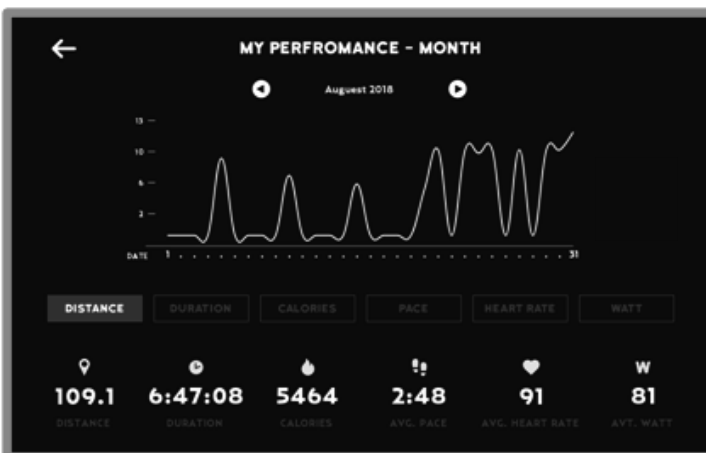 MY PERFROMANCE – MONTH
Auguest 2018
13
10
6
2
DATE 1 31
DISTANCE DURATION CALORIES PACE HEART RATE WATT
W
109.1 6:47:08 5464 2:48 91 81
DISTANCE DURATION CALORIES AVG. PACE AVG. HEART RATE AVT. WATT